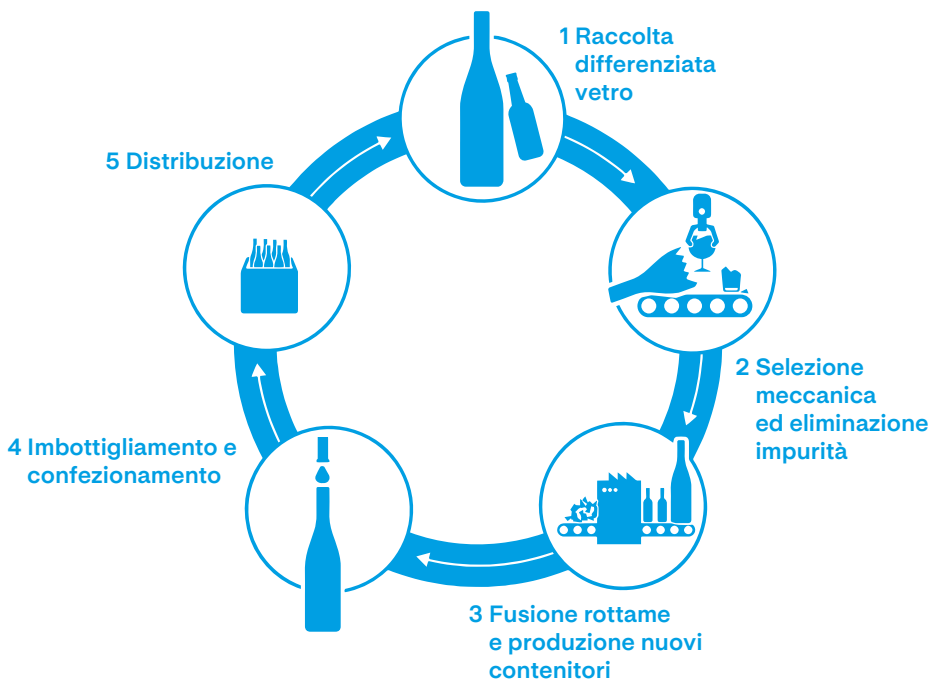 1 Raccolta
differenziata
vetro
2 Selezione
meccanica
ed eliminazione
impurità
3 Fusione rottame
e produzione nuovi
contenitori
4 Imbottigliamento e
confezionamento
5 Distribuzione